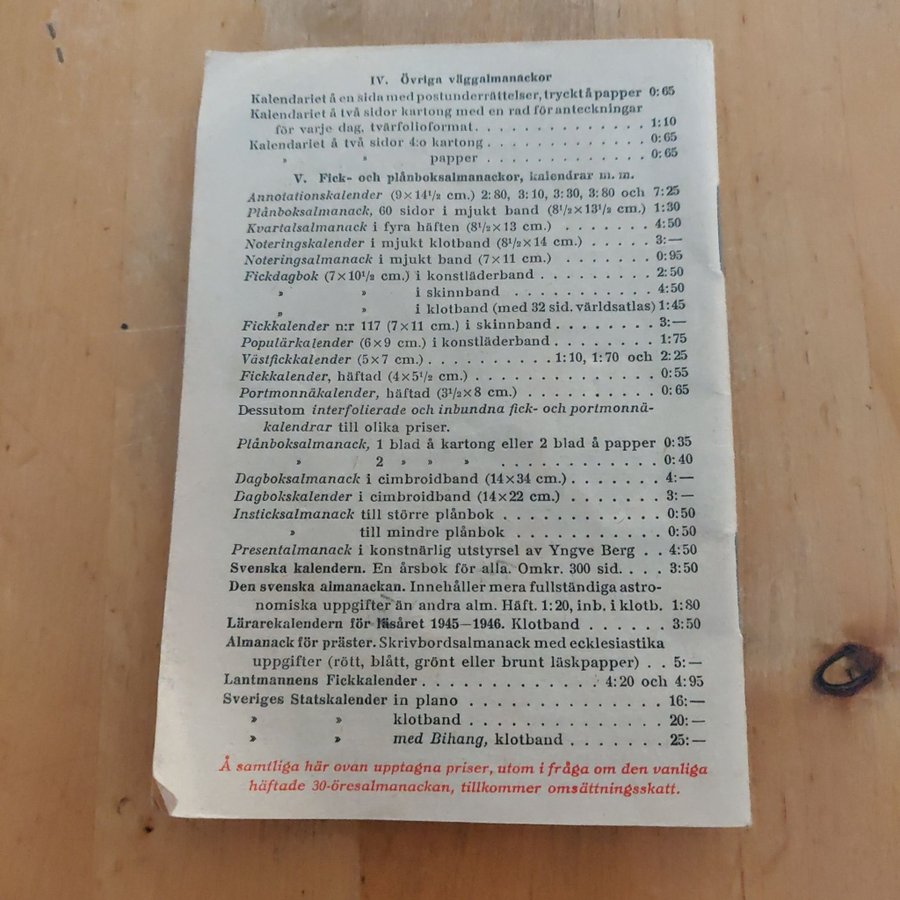 IV. Övriga väggalmanackor
Kalendariet å en sida med postunderrättelser, tryckt å papper 0:65
Kalendariet å två sidor kartong med en rad för anteckningar
för varje dag, tvärfolioformat. . . . . . . . . . . . . . 1:10
Kalendariet å två sidor 4:o kartong . . . . . . . . . . . . . 0:65
» » papper . . . . . . . . . . . . . 0:65
V. Fick- och plånboksalmanackor, kalendrar m. m.
Annotationskalender (9×14½ cm.) 2:80, 3:10, 3:30, 3:80 och 7:25
Plånboksalmanack, 60 sidor i mjukt band (8½×13½ cm.) 1:30
Kvartalsalmanack i fyra häften (8½×13 cm.) . . . . . . . 4:50
Noteringskalender i mjukt klotband (8½×14 cm.) . . . . . 3:—
Noteringsalmanack i mjukt band (7×11 cm.) . . . . . . . 0:95
Fickdagbok (7×10½ cm.) i konstläderband . . . . . . . . . 2:50
» » i skinnband . . . . . . . . . . . 4:50
» » i klotband (med 32 sid. världsatlas) 1:45
Fickkalender n:r 117 (7×11 cm.) i skinnband . . . . . . . . 3:—
Populärkalender (6×9 cm.) i konstläderband . . . . . . . . 1:75
Västfickkalender (5×7 cm.) . . . . . . . . . . 1:10, 1:70 och 2:25
Fickkalender, häftad (4×5½ cm.) . . . . . . . . . . . . . . 0:55
Portmonnäkalender, häftad (3½×8 cm.) . . . . . . . . . . 0:65
Dessutom interfolierade och inbundna fick- och portmonnä-
kalendrar till olika priser.
Plånboksalmanack, 1 blad å kartong eller 2 blad å papper 0:35
» 2 » » » . . . . . . . . . . . . 0:40
Dagboksalmanack i cimbroidband (14×34 cm.) . . . . . . . 4:—
Dagbokskalender i cimbroidband (14×22 cm.) . . . . . . . 3:—
Insticksalmanack till större plånbok . . . . . . . . . . . . 0:50
» till mindre plånbok . . . . . . . . . . . . 0:50
Presentalmanack i konstnärlig utstyrsel av Yngve Berg . . 4:50
Svenska kalendern. En årsbok för alla. Omkr. 300 sid. . . . 3:50
Den svenska almanackan. Innehåller mera fullständiga astro-
nomiska uppgifter än andra alm. Häft. 1:20, inb. i klotb. 1:80
Lärarekalendern för läsåret 1945—1946. Klotband . . . . . . 3:50
Almanack för präster. Skrivbordsalmanack med ecklesiastika
uppgifter (rött, blått, grönt eller brunt läskpapper) . . 5:—
Lantmannens Fickkalender . . . . . . . . . . . . . 4:20 och 4:95
Sveriges Statskalender in plano . . . . . . . . . . . . . . 16:—
» » klotband . . . . . . . . . . . . . . 20:—
» » med Bihang, klotband . . . . . . . 25:—
Å samtliga här ovan upptagna priser, utom i fråga om den vanliga
häftade 30-öresalmanackan, tillkommer omsättningsskatt.